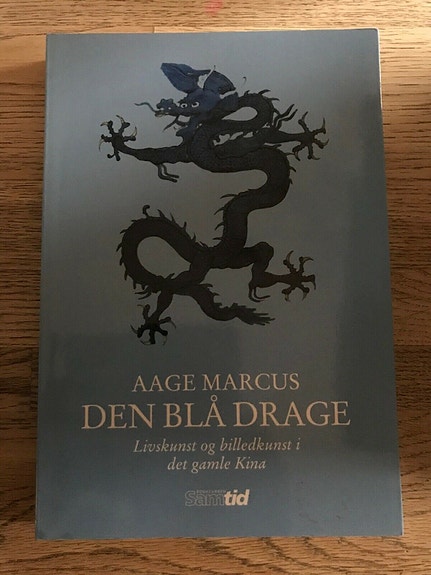 AAGE MARCUS
DEN BLÅ DRAGE
Livskunst og billedkunst i
det gamle Kina
Samtid